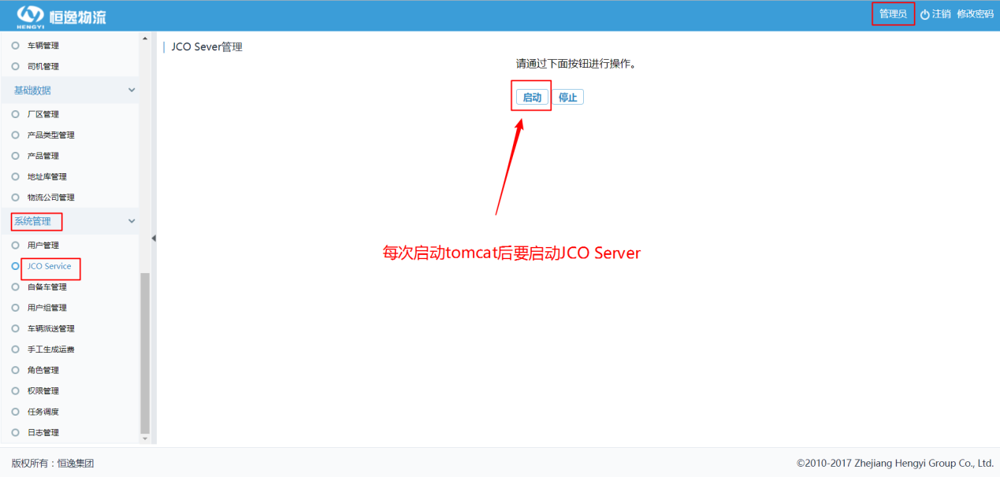 恒逸物流
HENGYI
管理员 注销 修改密码
车辆管理
司机管理
基础数据
厂区管理
产品类型管理
产品管理
地址库管理
物流公司管理
系统管理
用户管理
JCO Service
自备车管理
用户组管理
车辆派送管理
手工生成运费
角色管理
权限管理
任务调度
日志管理
JCO Sever管理
请通过下面按钮进行操作。
启动 停止
每次启动tomcat后要启动JCO Server
版权所有：恒逸集团
©2010-2017 Zhejiang Hengyi Group Co., Ltd.